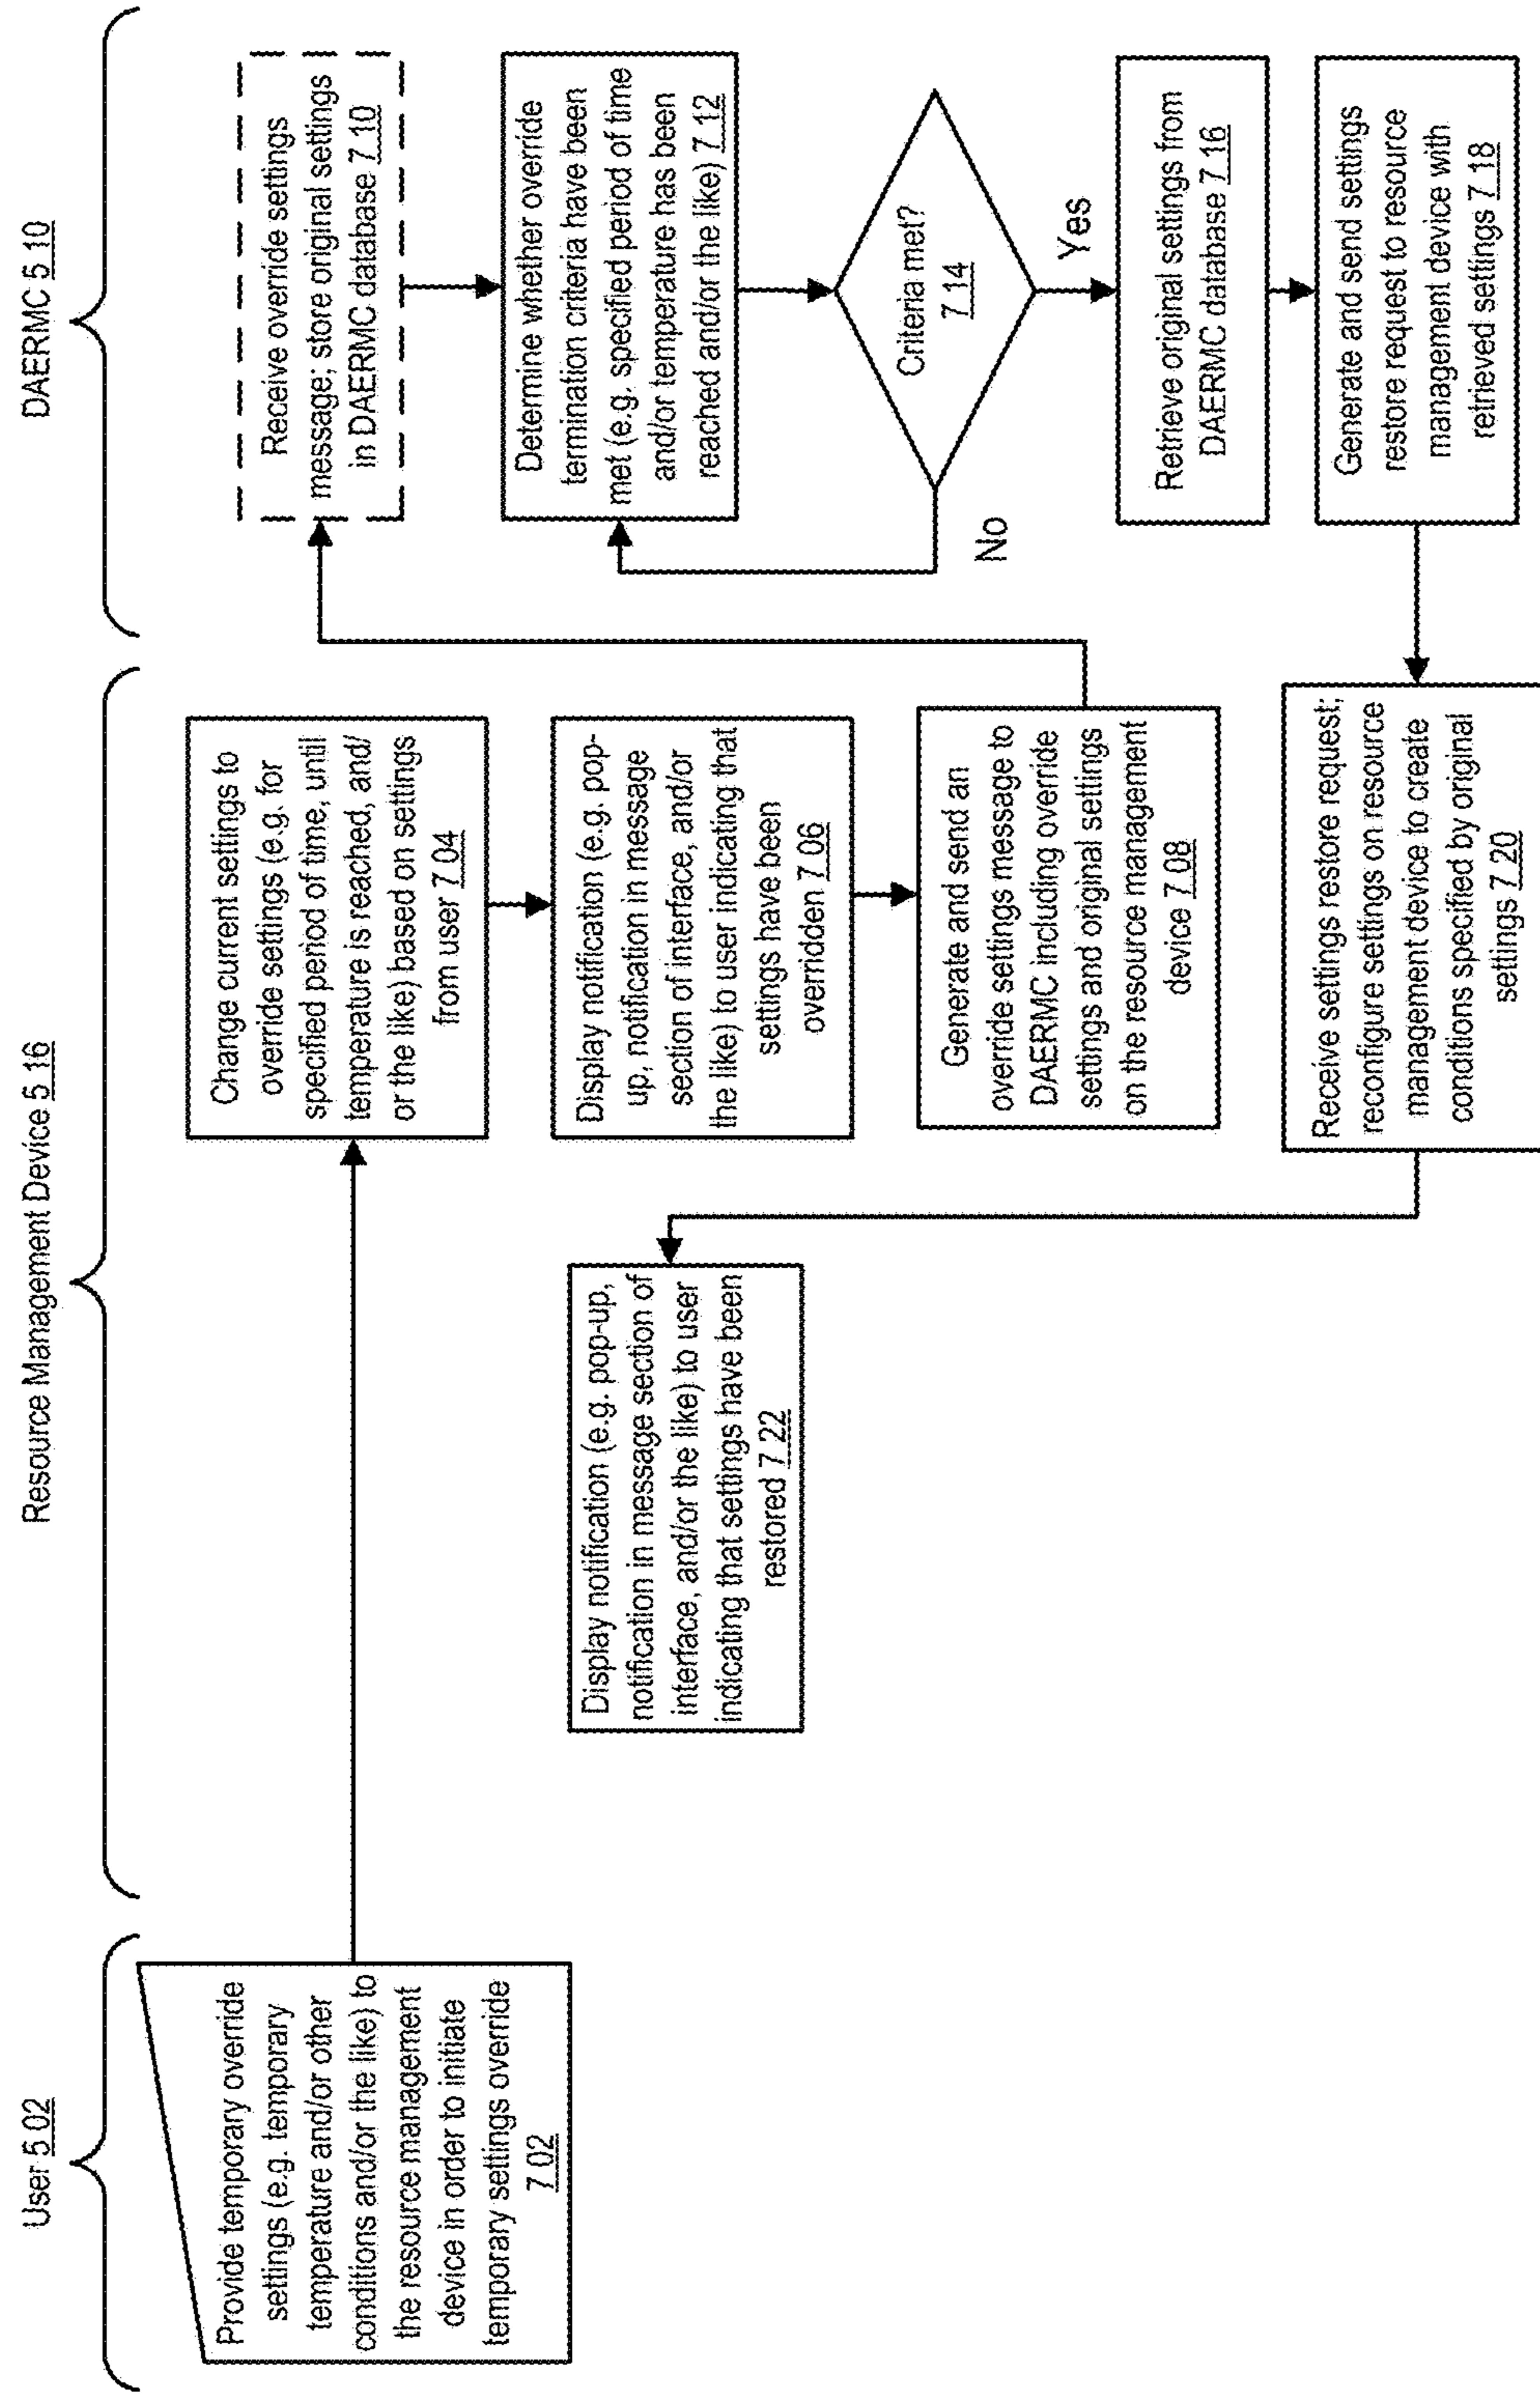 User 5 02
Resource Management Device 5 16
DAERMC 5 10
Provide temporary override
settings (e.g. temporary
temperature and/or other
conditions and/or the like) to
the resource management
device in order to initiate
temporary settings override
7 02
Change current settings to
override settings (e.g. for
specified period of time, until
temperature is reached, and/
or the like) based on settings
from user 7 04
Display notification (e.g. pop-
up, notification in message
section of interface, and/or
the like) to user indicating that
settings have been
overridden 7 06
Generate and send an
override settings message to
DAERMC including override
settings and original settings
on the resource management
device 7 08
Receive override settings
message; store original settings
in DAERMC database 7 10
Determine whether override
termination criteria have been
met (e.g. specified period of time
and/or temperature has been
reached and/or the like) 7 12
Criteria met?
7 14
No
Yes
Retrieve original settings from
DAERMC database 7 16
Generate and send settings
restore request to resource
management device with
retrieved settings 7 18
Receive settings restore request;
reconfigure settings on resource
management device to create
conditions specified by original
settings 7 20
Display notification (e.g. pop-up,
notification in message section of
interface, and/or the like) to user
indicating that settings have been
restored 7 22